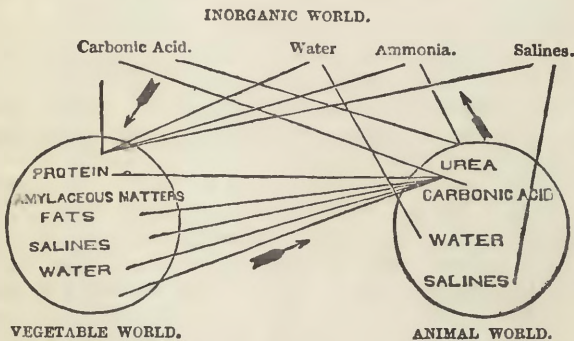 INORGANIC WORLD.
Carbonic Acid. Water Ammonia. Salines.
PROTEIN
AMYLACEOUS MATTERS
FATS
SALINES
WATER
UREA
CARBONIC ACID
WATER
SALINES
VEGETABLE WORLD. ANIMAL WORLD.